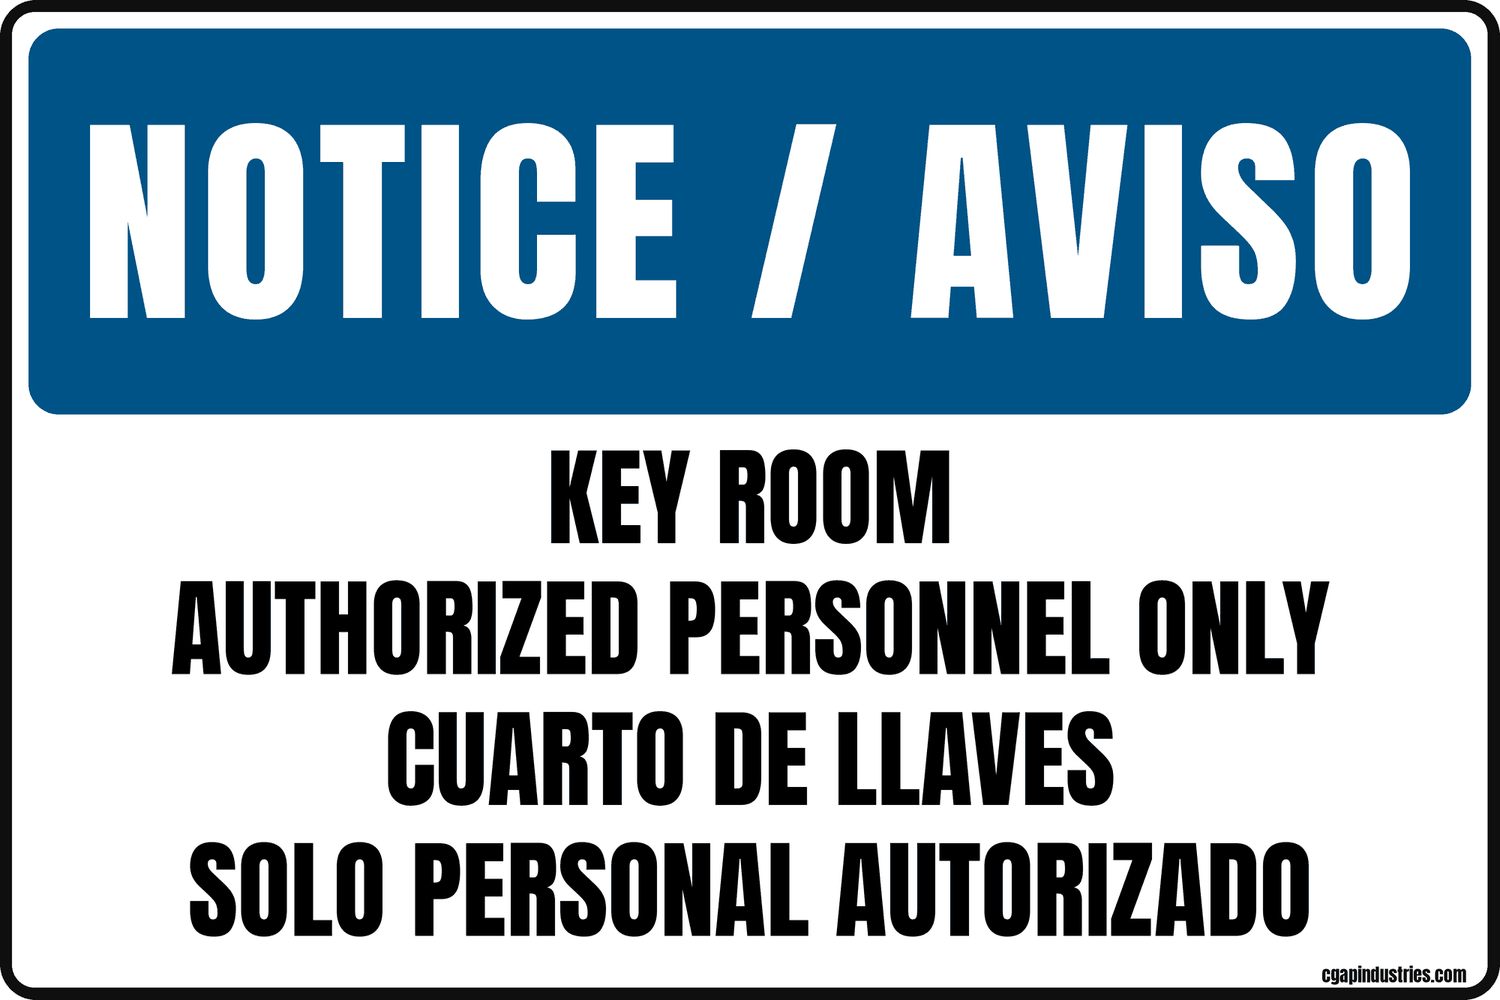 NOTICE / AVISO
KEY ROOM
AUTHORIZED PERSONNEL ONLY
CUARTO DE LLAVES
SOLO PERSONAL AUTORIZADO
cgapindustries.com